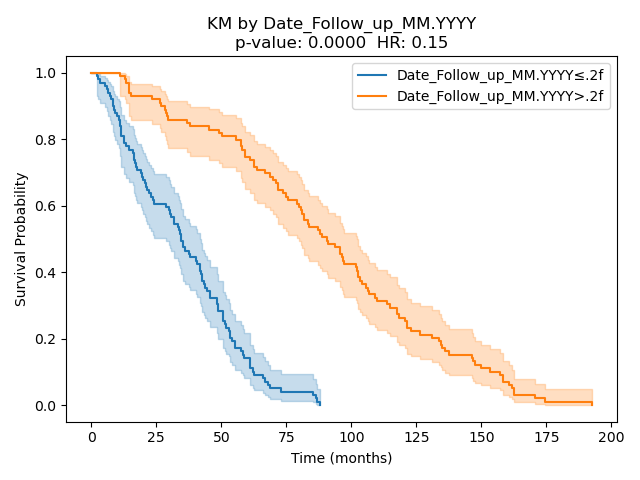 KM by Date_Follow_up_MM.YYYY
p-value: 0.0000  HR: 0.15
Date_Follow_up_MM.YYYY≤.2f
Date_Follow_up_MM.YYYY>.2f
Survival Probability
1.0
0.8
0.6
0.4
0.2
0.0
0 25 50 75 100 125 150 175 200
Time (months)